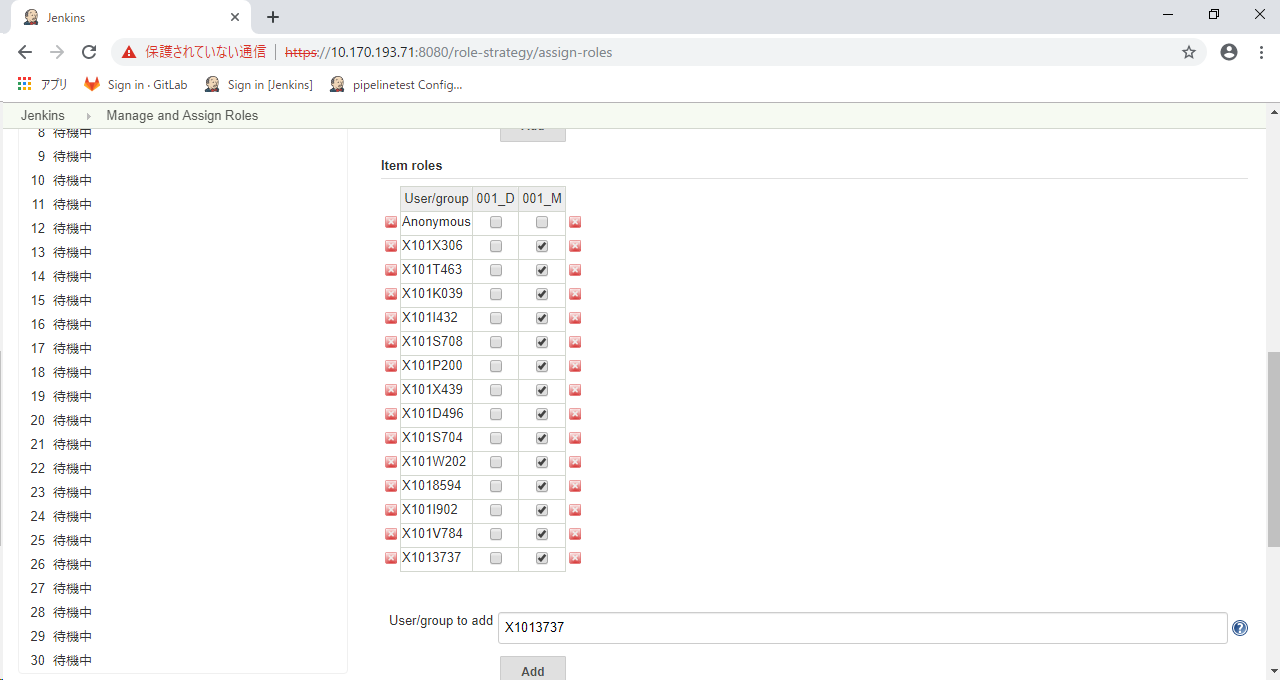 Jenkins
保護されていない通信 https://10.170.193.71:8080/role-strategy/assign-roles
アプリ Sign in · GitLab Sign in [Jenkins] pipelinetest Config...
Jenkins Manage and Assign Roles
8 待機中
9 待機中
10 待機中
11 待機中
12 待機中
13 待機中
14 待機中
15 待機中
16 待機中
17 待機中
18 待機中
19 待機中
20 待機中
21 待機中
22 待機中
23 待機中
24 待機中
25 待機中
26 待機中
27 待機中
28 待機中
29 待機中
30 待機中
Add
Item roles
User/group 001_D 001_M
Anonymous
X101X306
X101T463
X101K039
X101I432
X101S708
X101P200
X101X439
X101D496
X101S704
X101W202
X1018594
X101I902
X101V784
X1013737
User/group to add X1013737
Add